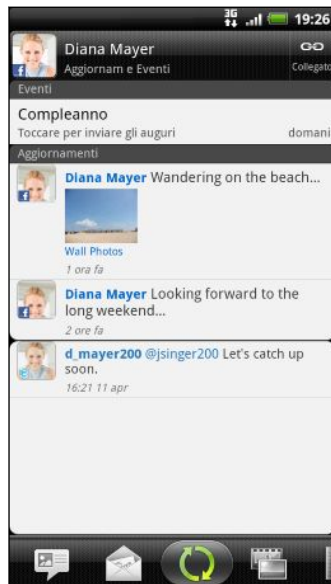 3G 19:26
Diana Mayer
Aggiornam e Eventi
Collegato
Eventi
Compleanno
Toccare per inviare gli auguri domani
Aggiornamenti
Diana Mayer Wandering on the beach...
Wall Photos
1 ora fa
Diana Mayer Looking forward to the
long weekend...
2 ore fa
d_mayer200 @jsinger200 Let's catch up
soon.
16:21 11 apr